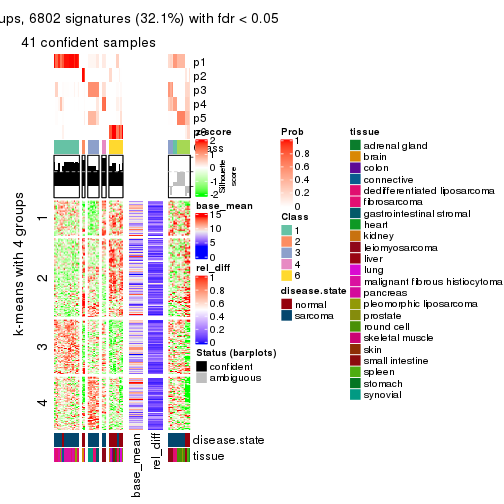 ups, 6802 signatures (32.1%) with fdr < 0.05
41 confident samples
p1
p2
p3
p4
p5
z-score
2
1
0
-1
-2
Silhouette
score
k-means with 4 groups
1
2
3
4
base_mean
15
10
5
0
rel_diff
1
0.8
0.6
0.4
0.2
0
Status (barplots)
confident
ambiguous
disease.state
tissue
base_mean
rel_diff
Prob
1
0.8
0.6
0.4
0.2
0
Class
1
2
3
4
6
disease.state
normal
sarcoma
tissue
adrenal gland
brain
colon
connective
dedifferentiated liposarcoma
fibrosarcoma
gastrointestinal stromal
heart
kidney
leiomyosarcoma
liver
lung
malignant fibrous histiocytoma
pancreas
pleomorphic liposarcoma
prostate
round cell
skeletal muscle
skin
small intestine
spleen
stomach
synovial